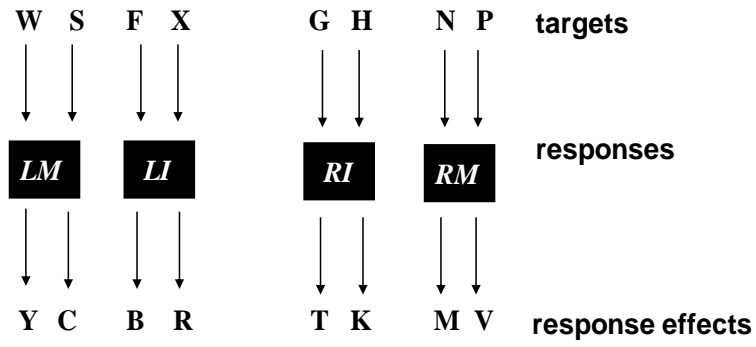 W S F X G H N P targets
LM LI RI RM responses
Y C B R T K M V response effects